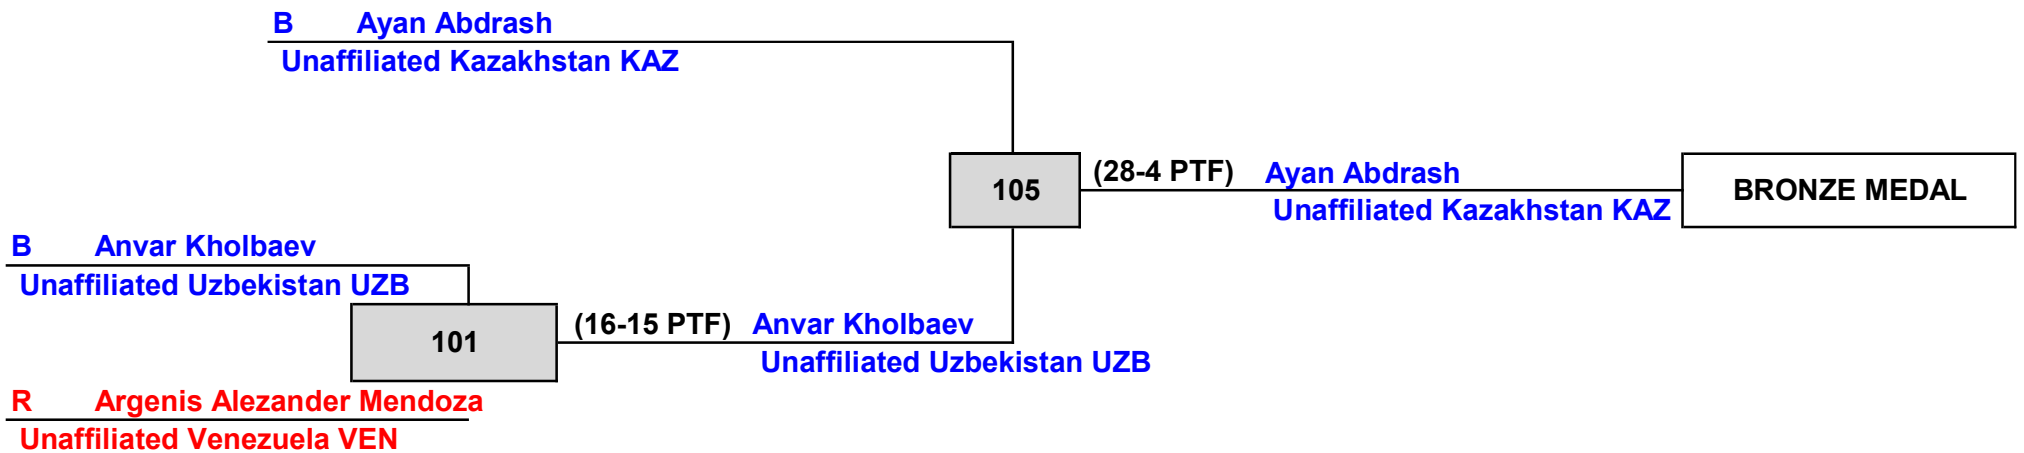 B Ayan Abdrash
Unaffiliated Kazakhstan KAZ
105
(28-4 PTF) Ayan Abdrash
Unaffiliated Kazakhstan KAZ
BRONZE MEDAL
B Anvar Kholbaev
Unaffiliated Uzbekistan UZB
101
(16-15 PTF) Anvar Kholbaev
Unaffiliated Uzbekistan UZB
R Argenis Alezander Mendoza
Unaffiliated Venezuela VEN